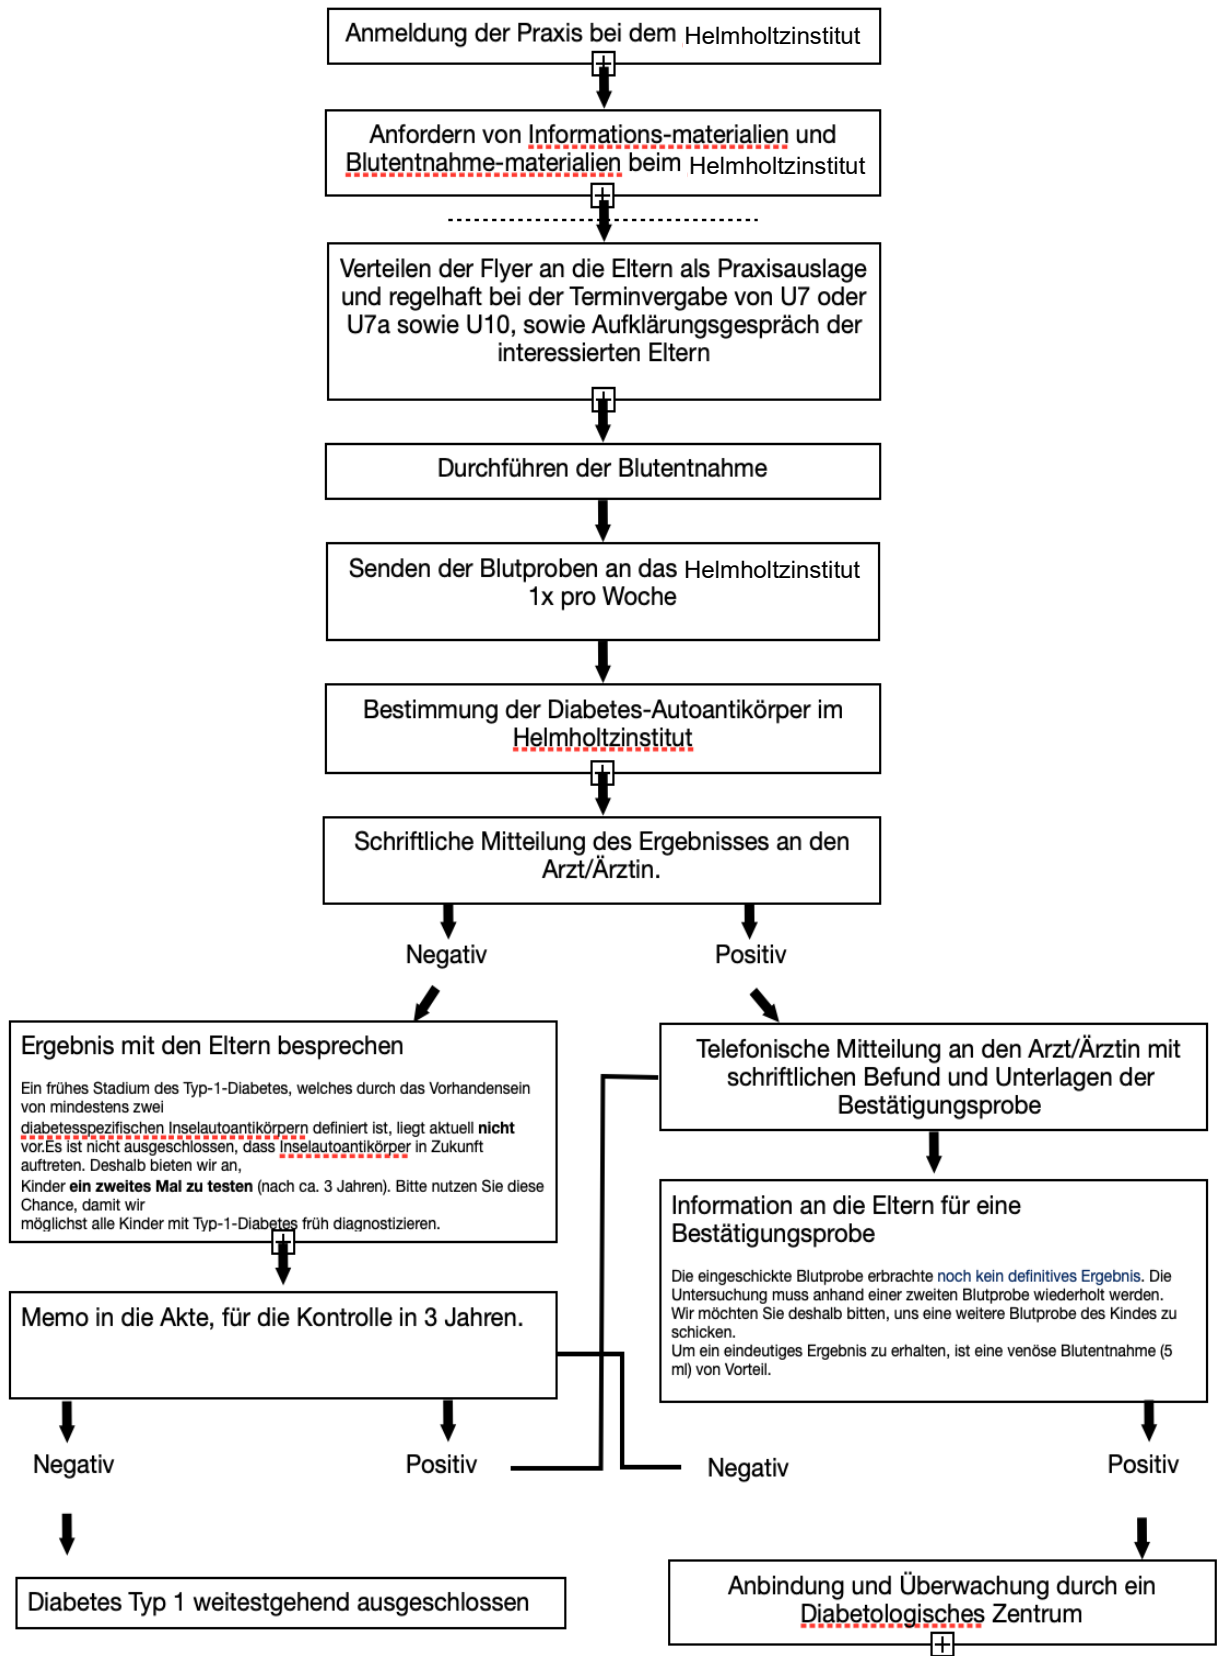 Anmeldung der Praxis bei dem Helmholtzinstitut
Anfordern von Informations-materialien und
Blutentnahme-materialien beim Helmholtzinstitut
Verteilen der Flyer an die Eltern als Praxisauslage
und regelhaft bei der Terminvergabe von U7 oder
U7a sowie U10, sowie Aufklärungsgespräch der
interessierten Eltern
Durchführen der Blutentnahme
Senden der Blutproben an das Helmholtzinstitut
1x pro Woche
Bestimmung der Diabetes-Autoantikörper im
Helmholtzinstitut
Schriftliche Mitteilung des Ergebnisses an den
Arzt/Ärztin.
Negativ
Positiv
Ergebnis mit den Eltern besprechen
Ein frühes Stadium des Typ-1-Diabetes, welches durch das Vorhandensein
von mindestens zwei
diabetesspezifischen Inselautoantikörpern definiert ist, liegt aktuell nicht
vor.Es ist nicht ausgeschlossen, dass Inselautoantikörper in Zukunft
auftreten. Deshalb bieten wir an,
Kinder ein zweites Mal zu testen (nach ca. 3 Jahren). Bitte nutzen Sie diese
Chance, damit wir
möglichst alle Kinder mit Typ-1-Diabetes früh diagnostizieren.
Memo in die Akte, für die Kontrolle in 3 Jahren.
Negativ
Positiv
Diabetes Typ 1 weitestgehend ausgeschlossen
Telefonische Mitteilung an den Arzt/Ärztin mit
schriftlichen Befund und Unterlagen der
Bestätigungsprobe
Information an die Eltern für eine
Bestätigungsprobe
Die eingeschickte Blutprobe erbrachte noch kein definitives Ergebnis. Die
Untersuchung muss anhand einer zweiten Blutprobe wiederholt werden.
Wir möchten Sie deshalb bitten, uns eine weitere Blutprobe des Kindes zu
schicken.
Um ein eindeutiges Ergebnis zu erhalten, ist eine venöse Blutentnahme (5
ml) von Vorteil.
Negativ
Positiv
Anbindung und Überwachung durch ein
Diabetologisches Zentrum